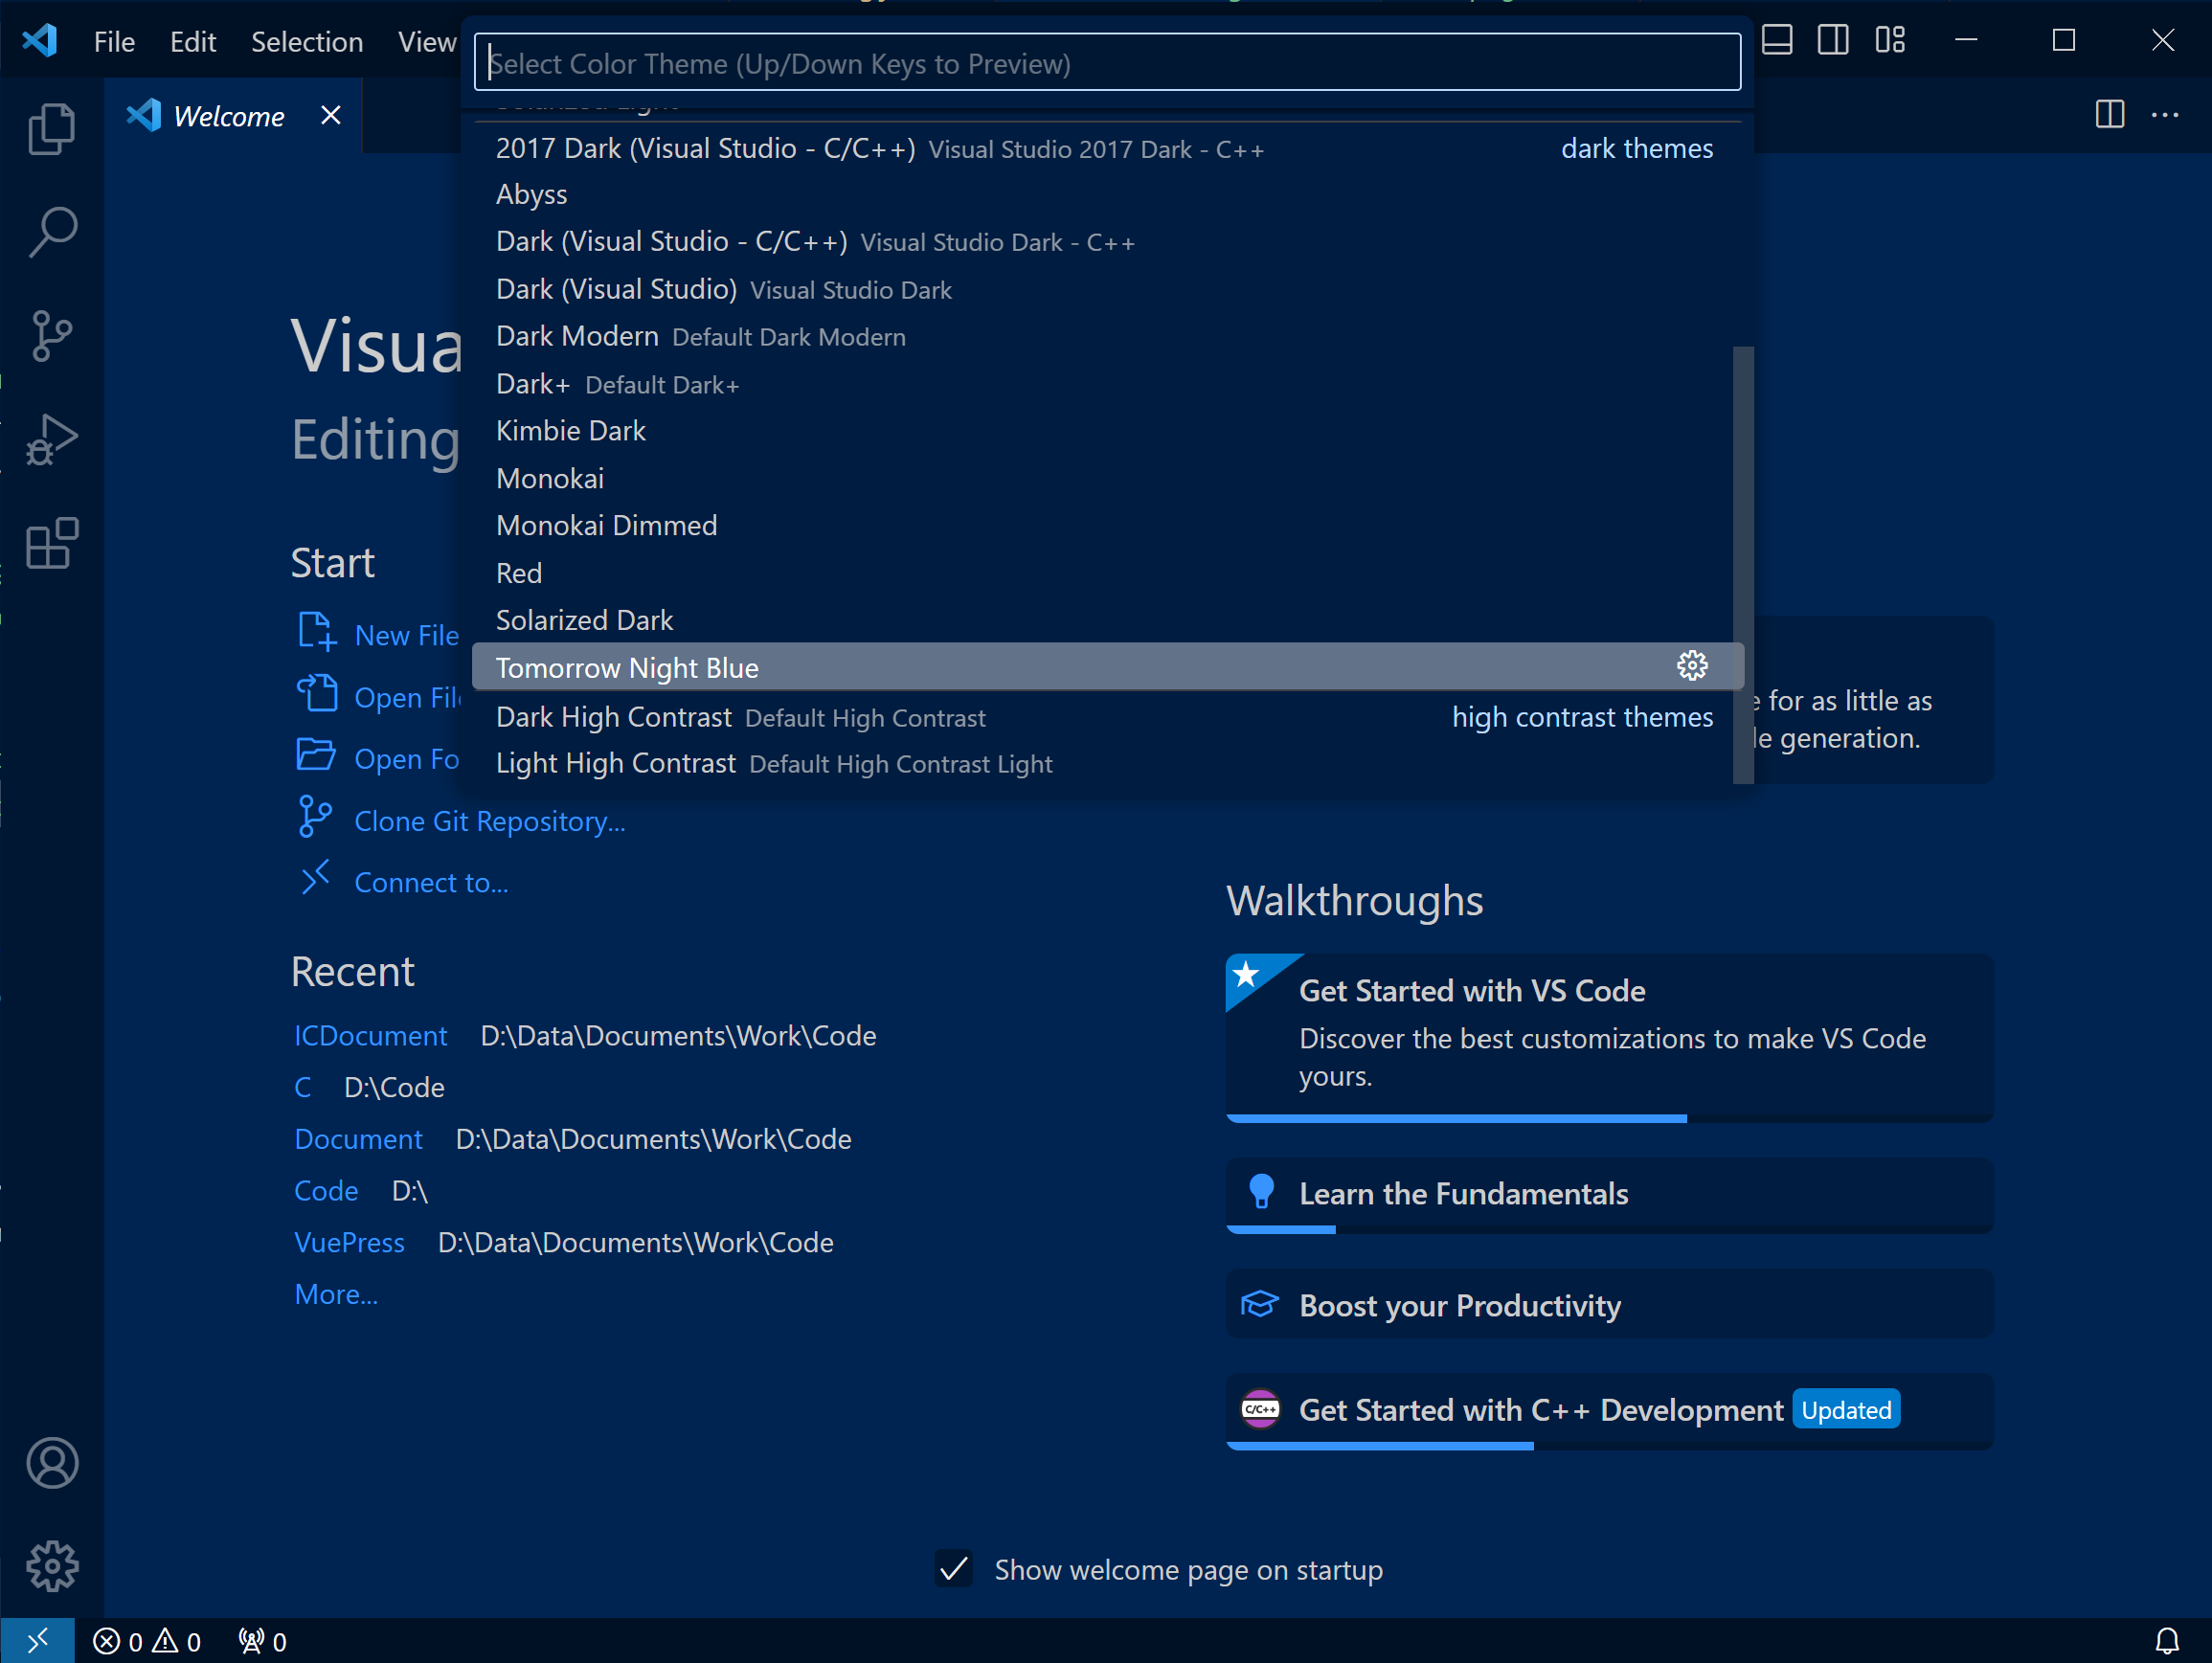 File Edit Selection View
Select Color Theme (Up/Down Keys to Preview)
Welcome
Solarized Light
2017 Dark (Visual Studio - C/C++) Visual Studio 2017 Dark - C++ dark themes
Abyss
Dark (Visual Studio - C/C++) Visual Studio Dark - C++
Dark (Visual Studio) Visual Studio Dark
Dark Modern Default Dark Modern
Dark+ Default Dark+
Kimbie Dark
Monokai
Monokai Dimmed
Red
Solarized Dark
Tomorrow Night Blue
Dark High Contrast Default High Contrast high contrast themes
Light High Contrast Default High Contrast Light
Visua
Editing
Start
New File
Open File
Open Fo
Clone Git Repository...
Connect to...
Recent
ICDocument D:\Data\Documents\Work\Code
C D:\Code
Document D:\Data\Documents\Work\Code
Code D:\
VuePress D:\Data\Documents\Work\Code
More...
e for as little as
le generation.
Walkthroughs
Get Started with VS Code
Discover the best customizations to make VS Code
yours.
Learn the Fundamentals
Boost your Productivity
C/C++ Get Started with C++ Development Updated
Show welcome page on startup
0 0 0